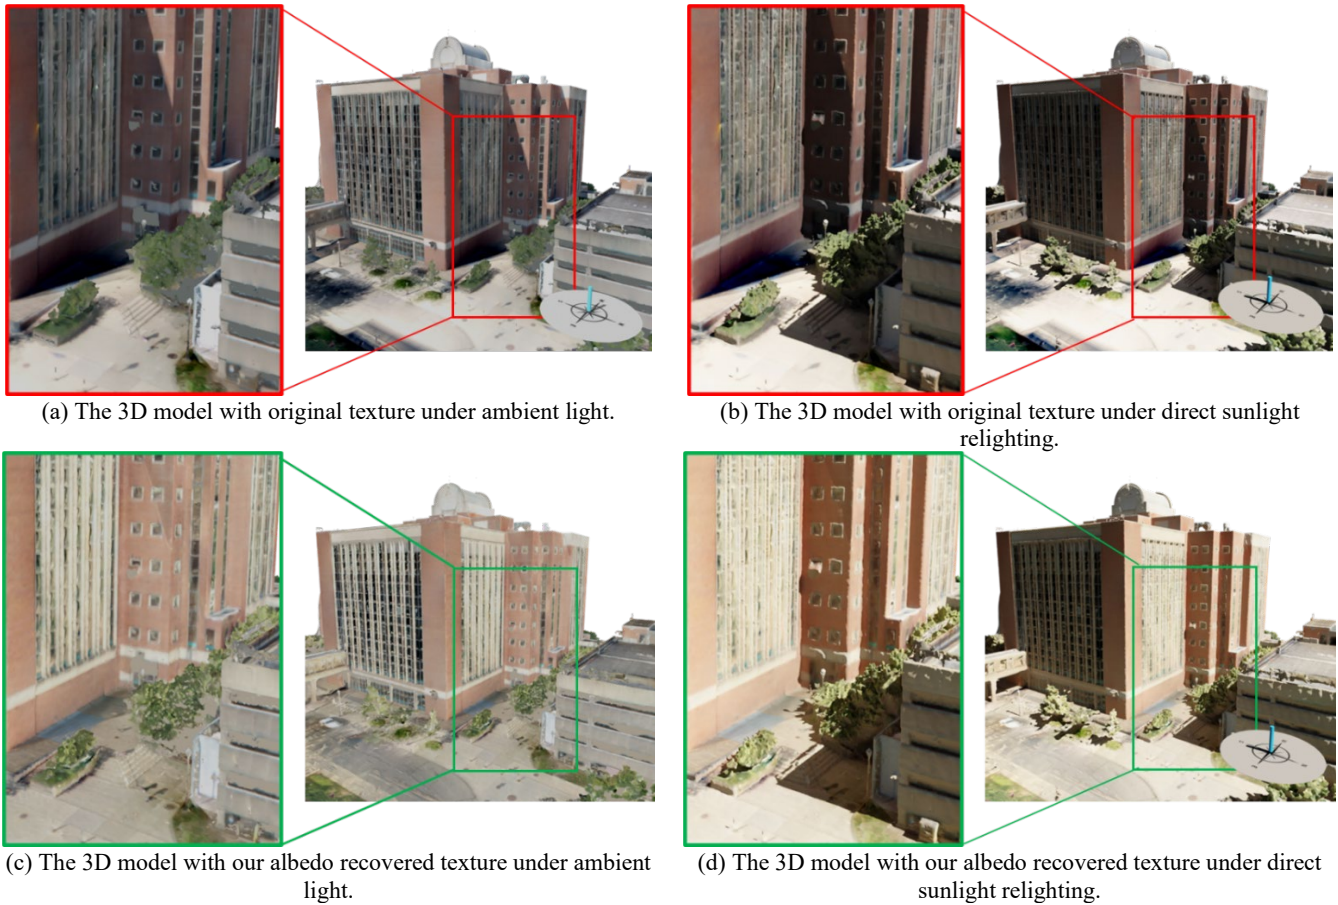 (a) The 3D model with original texture under ambient light.
(b) The 3D model with original texture under direct sunlight
relighting.
(c) The 3D model with our albedo recovered texture under ambient
light.
(d) The 3D model with our albedo recovered texture under direct
sunlight relighting.